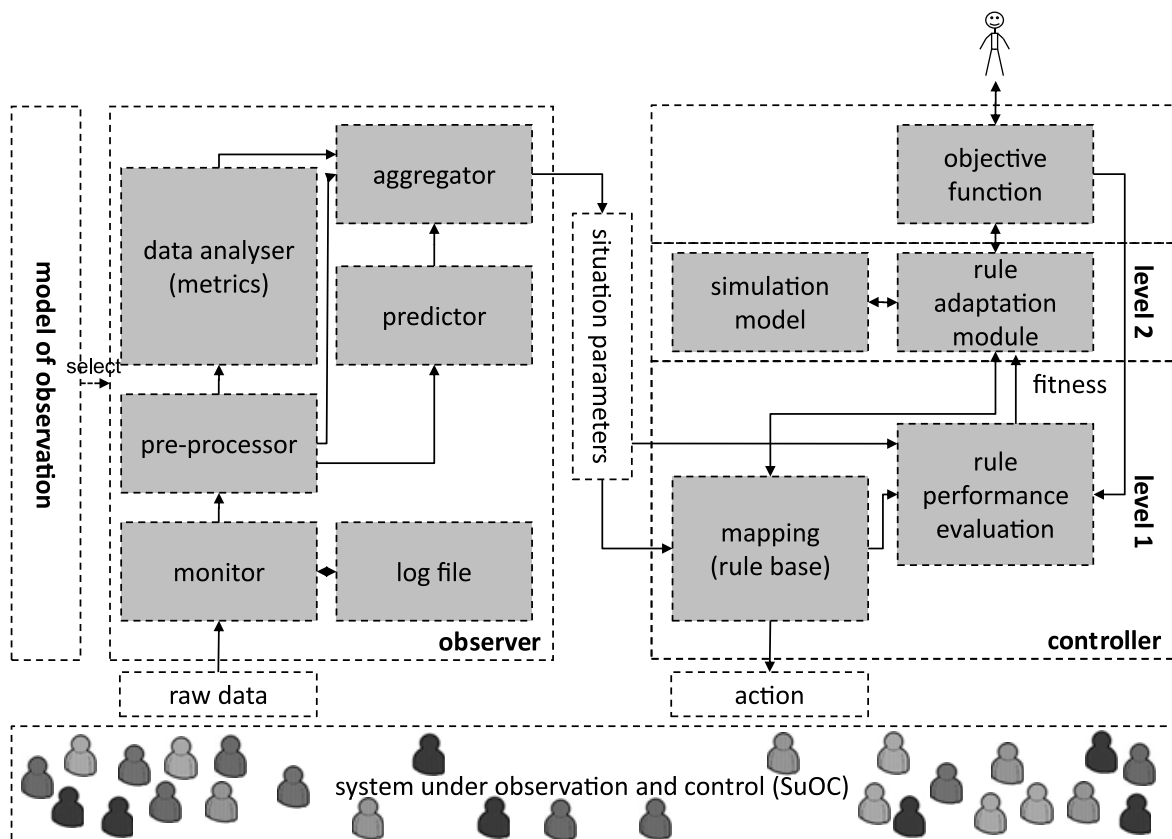 model of observation
select
data analyser
(metrics)
aggregator
predictor
pre-processor
monitor
log file
observer
raw data
situation parameters
objective
function
simulation
model
rule
adaptation
module
level 2
fitness
rule
performance
evaluation
level 1
mapping
(rule base)
controller
action
system under observation and control (SuOC)